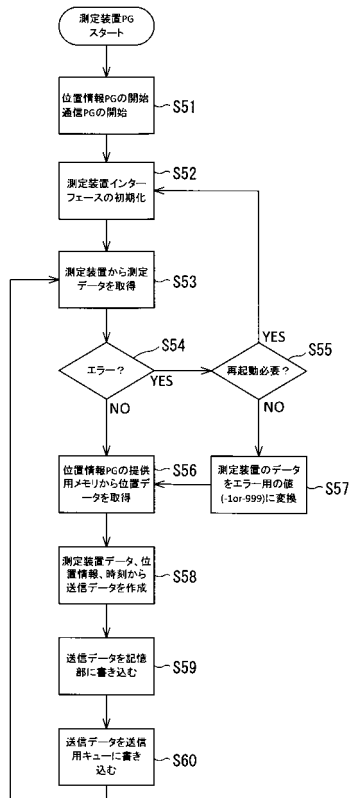 測定装置PG
スタート
位置情報PGの開始
通信PGの開始
S51
測定装置インター
フェースの初期化
S52
測定装置から測定
データを取得
S53
エラー?
S54
YES
NO
再起動必要?
S55
YES
NO
位置情報PGの提供
用メモリから位置デー
タを取得
S56
測定装置のデータ
をエラー用の値
(-1or-999)に変換
S57
測定装置データ、位
置情報、時刻から
送信データを作成
S58
送信データを記憶
部に書き込む
S59
送信データを送信
用キューに書き
込む
S60